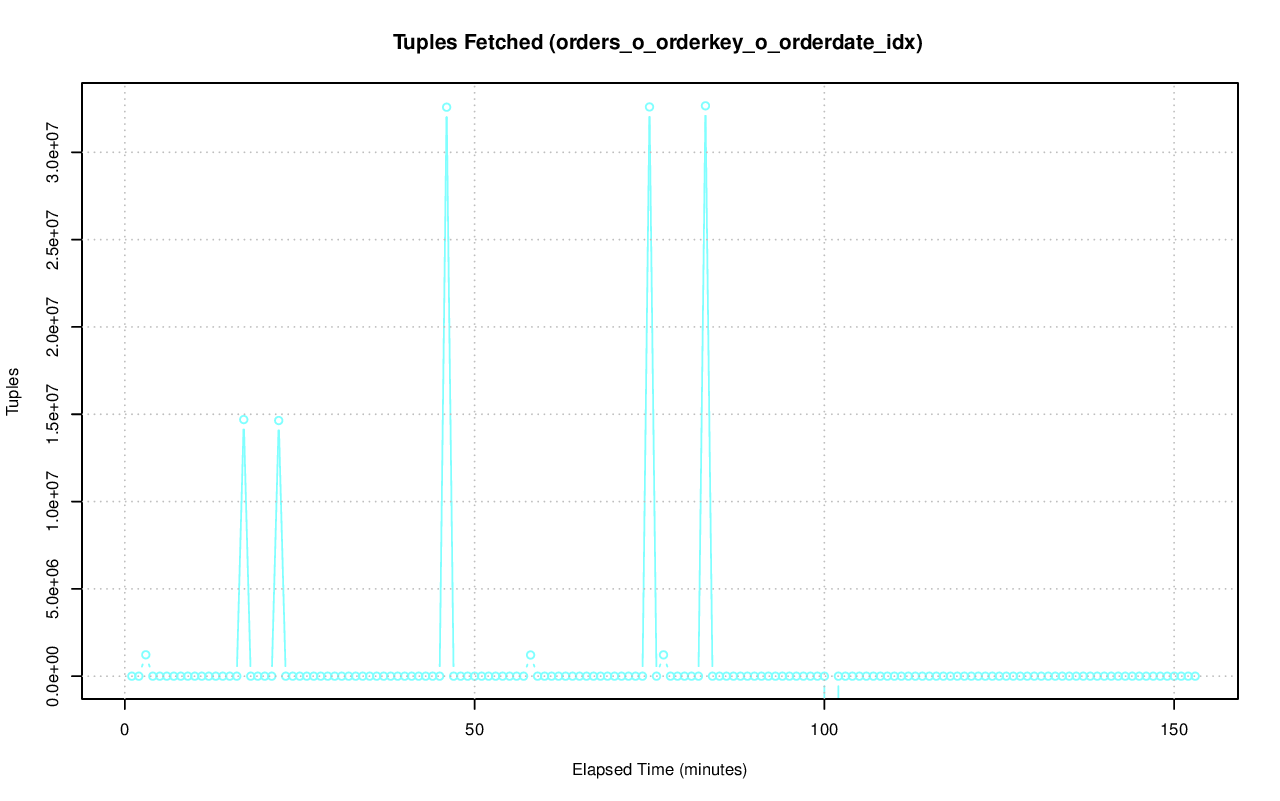 Tuples Fetched (orders_o_orderkey_o_orderdate_idx)
3.0e+07
2.5e+07
2.0e+07
1.5e+07
1.0e+07
5.0e+06
0.0e+00
Tuples
0 50 100 150
Elapsed Time (minutes)